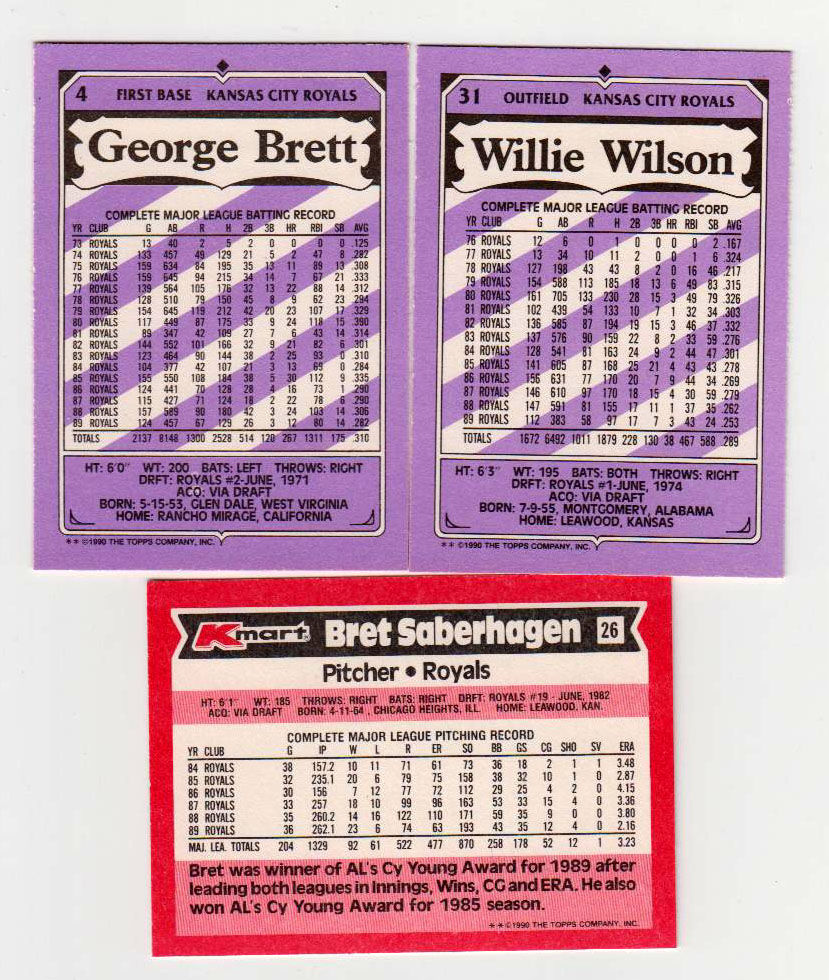 4 FIRST BASE KANSAS CITY ROYALS
George Brett
COMPLETE MAJOR LEAGUE BATTING RECORD
YR CLUB G AB R H 2B 3B HR RBI SB AVG
73 ROYALS 13 40 2 5 2 0 0 0 0 .125
74 ROYALS 133 457 49 129 21 5 2 47 8 .282
75 ROYALS 159 634 84 195 35 13 11 89 13 .308
76 ROYALS 159 645 94 215 34 14 7 67 21 .333
77 ROYALS 139 564 105 176 32 13 22 88 14 .312
78 ROYALS 128 510 79 150 45 8 9 62 23 .294
79 ROYALS 154 645 119 212 42 20 23 107 17 .329
80 ROYALS 117 449 87 175 33 9 24 118 15 .390
81 ROYALS 89 347 42 109 27 7 6 43 14 .314
82 ROYALS 144 552 101 166 32 9 21 82 6 .301
83 ROYALS 123 464 90 144 38 2 25 93 0 .310
84 ROYALS 104 377 42 107 21 3 13 69 0 .284
85 ROYALS 155 550 108 184 38 5 30 112 9 .335
86 ROYALS 124 441 70 128 28 4 16 73 1 .290
87 ROYALS 115 427 71 124 18 2 22 78 6 .290
88 ROYALS 157 589 90 180 42 3 24 103 14 .306
89 ROYALS 124 457 67 129 26 3 12 80 14 .282
TOTALS 2137 8148 1300 2528 514 120 267 1311 175 .310
HT: 6'0" WT: 200 BATS: LEFT THROWS: RIGHT
DRFT: ROYALS #2-JUNE, 1971
ACQ: VIA DRAFT
BORN: 5-15-53, GLEN DALE, WEST VIRGINIA
HOME: RANCHO MIRAGE, CALIFORNIA
** ©1990 THE TOPPS COMPANY, INC.
31 OUTFIELD KANSAS CITY ROYALS
Willie Wilson
COMPLETE MAJOR LEAGUE BATTING RECORD
YR CLUB G AB R H 2B 3B HR RBI SB AVG
76 ROYALS 12 6 0 1 0 0 0 0 2 .167
77 ROYALS 13 34 10 11 2 0 0 1 6 .324
78 ROYALS 127 198 43 43 8 2 0 16 46 .217
79 ROYALS 154 588 113 185 18 13 6 49 83 .315
80 ROYALS 161 705 133 230 28 15 3 49 79 .326
81 ROYALS 102 439 54 133 10 7 1 32 34 .303
82 ROYALS 136 585 87 194 19 15 3 46 37 .332
83 ROYALS 137 576 90 159 22 8 2 33 59 .276
84 ROYALS 128 541 81 163 24 9 2 44 47 .301
85 ROYALS 141 605 87 168 25 21 4 43 43 .278
86 ROYALS 156 631 77 170 20 7 9 44 34 .269
87 ROYALS 146 610 97 170 18 15 4 30 59 .279
88 ROYALS 147 591 81 155 17 11 1 37 35 .262
89 ROYALS 112 383 58 97 17 7 3 43 24 .253
TOTALS 1672 6492 1011 1879 228 130 38 467 588 .289
HT: 6'3" WT: 195 BATS: BOTH THROWS: RIGHT
DRFT: ROYALS #1-JUNE, 1974
ACQ: VIA DRAFT
BORN: 7-9-55, MONTGOMERY, ALABAMA
HOME: LEAWOOD, KANSAS
** ©1990 THE TOPPS COMPANY, INC.
Kmart Bret Saberhagen 26
Pitcher • Royals
HT: 6'1" WT: 185 THROWS: RIGHT BATS: RIGHT DRFT: ROYALS #19 - JUNE, 1982
ACQ: VIA DRAFT BORN: 4-11-64, CHICAGO HEIGHTS, ILL. HOME: LEAWOOD, KAN.
COMPLETE MAJOR LEAGUE PITCHING RECORD
YR CLUB G IP W L R ER SO BB GS CG SHO SV ERA
84 ROYALS 38 157.2 10 11 71 61 73 36 18 2 1 1 3.48
85 ROYALS 32 235.1 20 6 79 75 158 38 32 10 1 0 2.87
86 ROYALS 30 156 7 12 77 72 112 29 25 4 2 0 4.15
87 ROYALS 33 257 18 10 99 96 163 53 33 15 4 0 3.36
88 ROYALS 35 260.2 14 16 122 110 171 59 35 9 0 0 3.80
89 ROYALS 36 262.1 23 6 74 63 193 43 35 12 4 0 2.16
MAJ. LEA. TOTALS 204 1329 92 61 522 477 870 258 178 52 12 1 3.23
Bret was winner of AL's Cy Young Award for 1989 after
leading both leagues in Innings, Wins, CG and ERA. He also
won AL's Cy Young Award for 1985 season.
** ©1990 THE TOPPS COMPANY, INC.